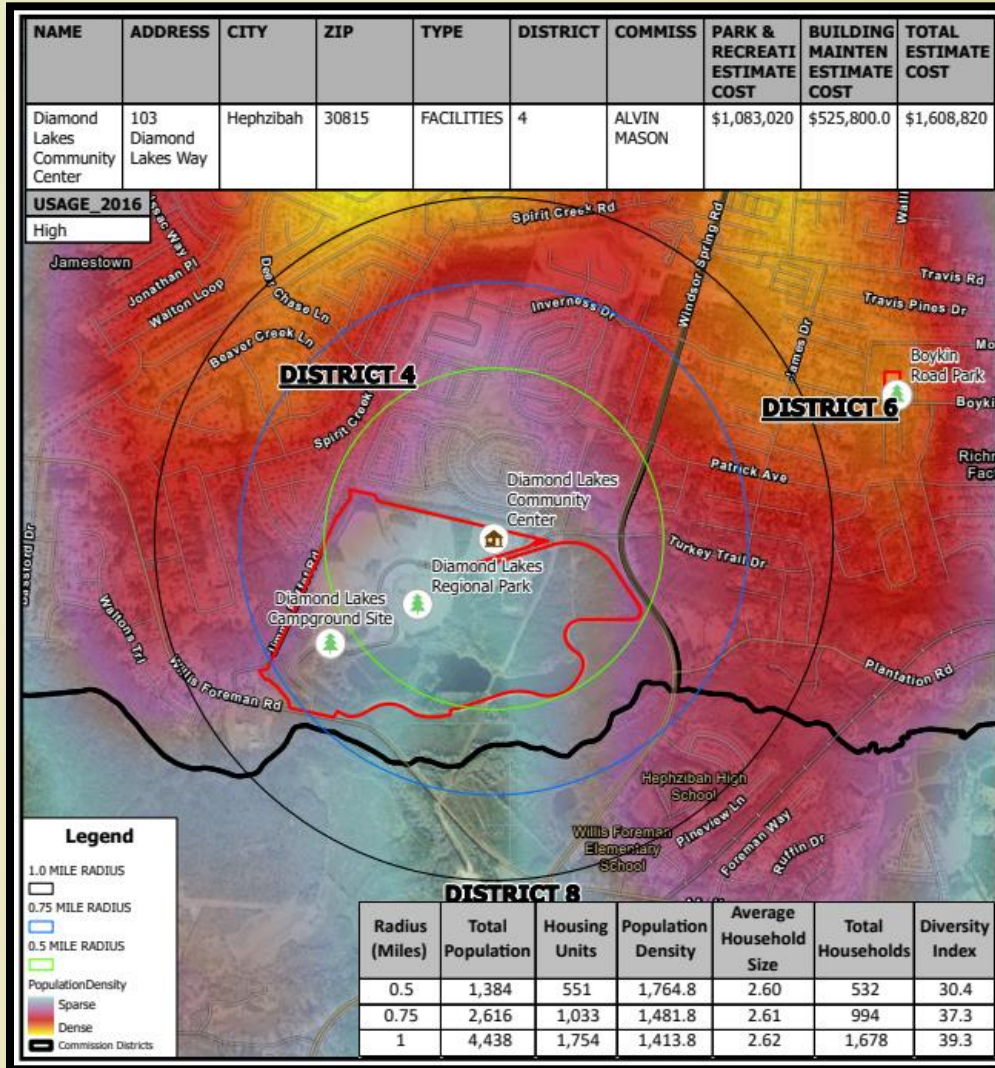 NAME ADDRESS CITY ZIP TYPE DISTRICT COMMISS PARK & RECREATI ESTIMATE COST BUILDING MAINTEN ESTIMATE COST TOTAL ESTIMATE COST
Diamond Lakes Community Center 103 Diamond Lakes Way Hephzibah 30815 FACILITIES 4 ALVIN MASON $1,083,020 $525,800.0 $1,608,820
USAGE_2016
High
Spirit Creek Rd
Windsor Spring Rd
Jamestown
Jonathan Pl
Walton Loop
Deer Chase Ln
Beaver Creek Ln
Inverness Dr
Travis Rd
Travis Pines Dr
James Dr
Boykin
Road Park
DISTRICT 4
DISTRICT 6
Spirit Creek
Patrick Ave
Diamond Lakes
Community
Center
Turkey Trail Dr
Diamond Lakes
Regional Park
Diamond Lakes
Campground Site
Waltons Trl
Willis Foreman Rd
Plantation Rd
Hephzibah High
School
Pineview Ln
Foreman Way
Ruffin Dr
Willis Foreman
Elementary
School
DISTRICT 8
Legend
1.0 MILE RADIUS
0.75 MILE RADIUS
0.5 MILE RADIUS
PopulationDensity
Sparse
Dense
Commission Districts
Radius (Miles) Total Population Housing Units Population Density Average Household Size Total Households Diversity Index
0.5 1,384 551 1,764.8 2.60 532 30.4
0.75 2,616 1,033 1,481.8 2.61 994 37.3
1 4,438 1,754 1,413.8 2.62 1,678 39.3